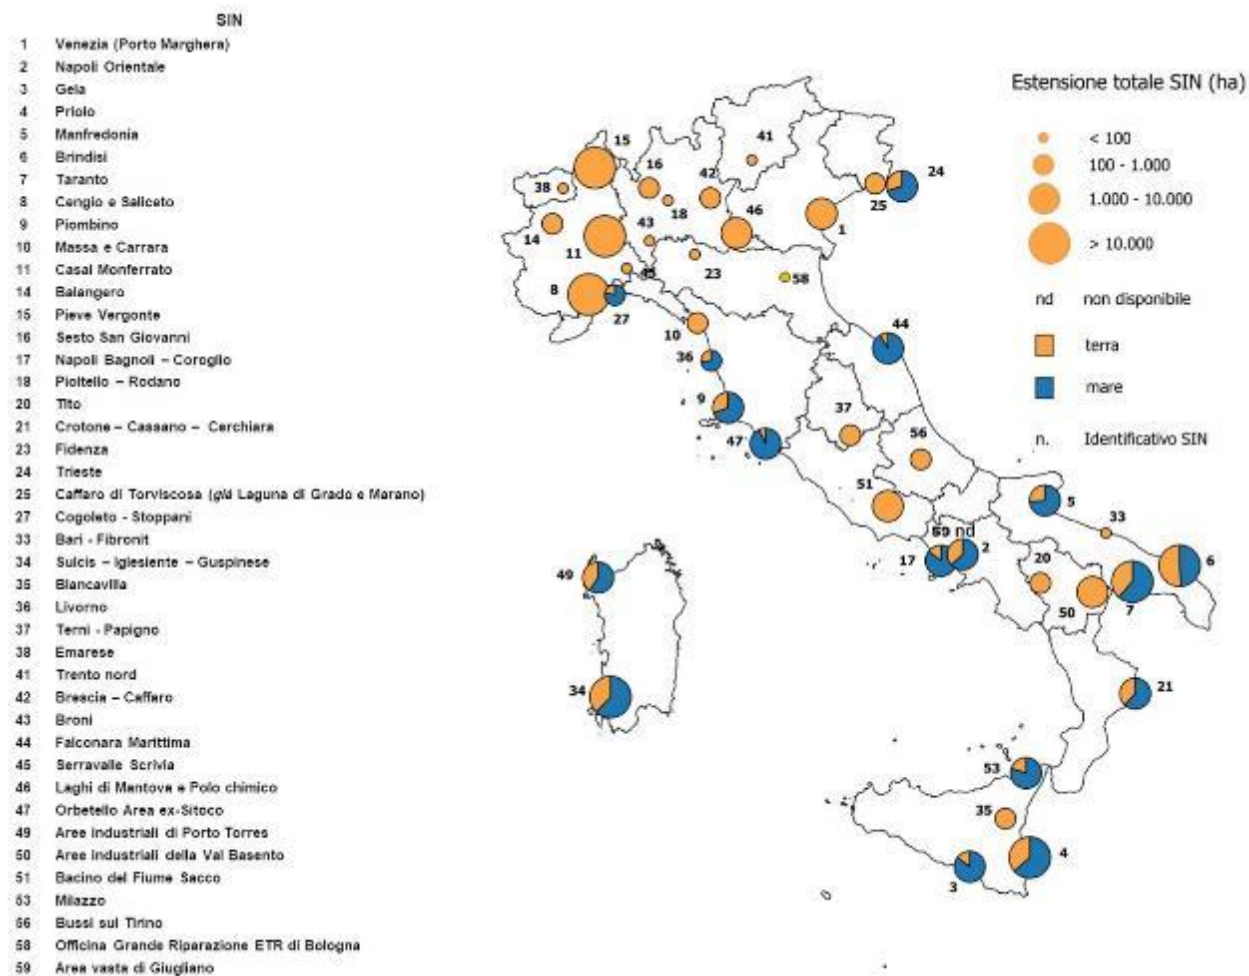 SIN
1 Venezia (Porto Marghera)
2 Napoli Orientale
3 Gela
4 Priolo
5 Manfredonia
6 Brindisi
7 Taranto
8 Cengio e Saliceto
9 Piombino
10 Massa e Carrara
11 Casal Monferrato
14 Balangero
15 Pieve Vergonte
16 Sesto San Giovanni
17 Napoli Bagnoli – Coroglio
18 Pioltello – Rodano
20 Tito
21 Crotone – Cassano – Cerchiara
23 Fidenza
24 Trieste
25 Caffaro di Torviscosa (già Laguna di Grado e Marano)
27 Cogoleto - Stoppani
33 Bari - Fibronit
34 Sulcis – Iglesiente – Guspinese
35 Biancavilla
36 Livorno
37 Terni - Papigno
38 Emarese
41 Trento nord
42 Brescia – Caffaro
43 Broni
44 Falconara Marittima
45 Serravalle Scrivia
46 Laghi di Mantova e Polo chimico
47 Orbetello Area ex-Sitoco
49 Aree industriali di Porto Torres
50 Aree industriali della Val Basento
51 Bacino del Fiume Sacco
53 Milazzo
56 Bussi sul Tirino
58 Officina Grande Riparazione ETR di Bologna
59 Area vasta di Giugliano
15
41
16
24
38
42
18
46
25
1
14
43
11
23
45
58
8
27
10
44
36
9
37
47
56
51
5
33
59 nd
17
2
20
6
49
50
7
34
21
53
35
4
3
Estensione totale SIN (ha)
< 100
100 - 1.000
1.000 - 10.000
> 10.000
nd non disponibile
terra
mare
n. Identificativo SIN